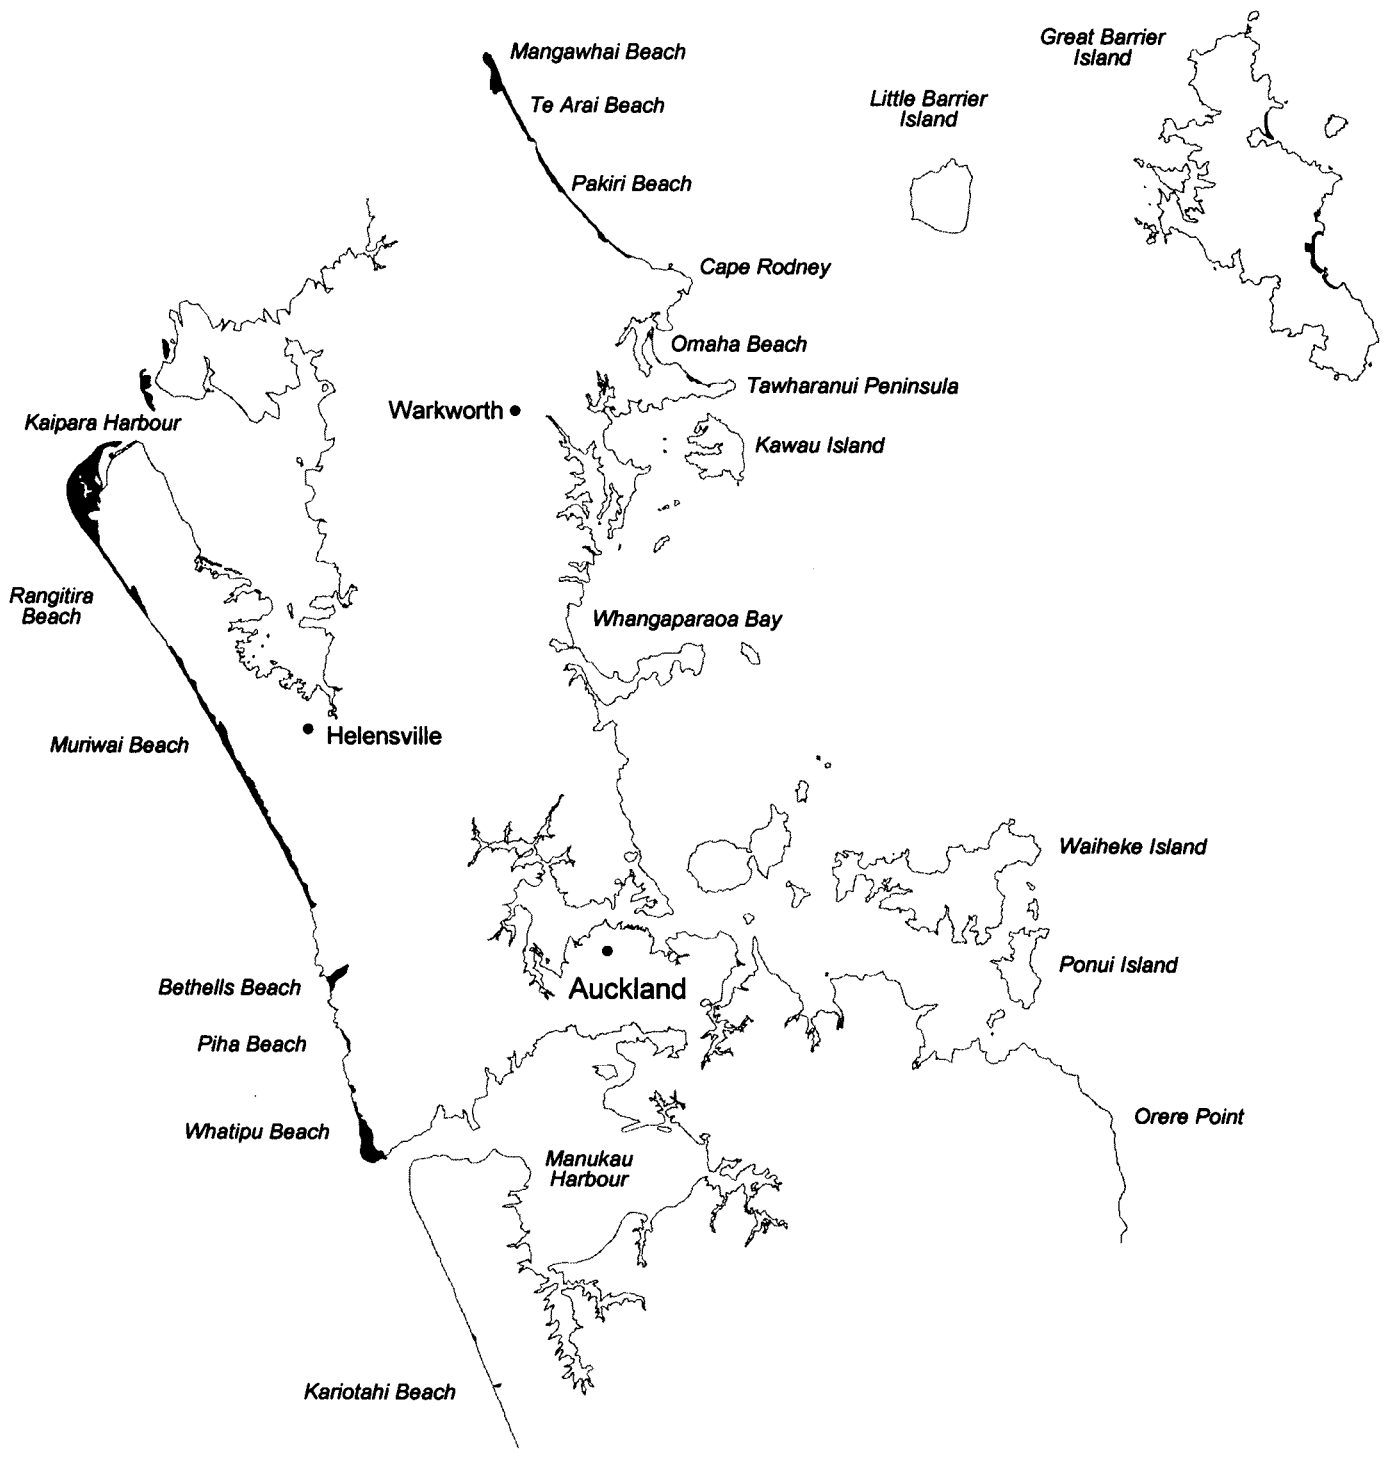 Mangawhai Beach
Great Barrier
Island
Te Arai Beach
Little Barrier
Island
Pakiri Beach
Cape Rodney
Omaha Beach
Tawharanui Peninsula
Warkworth
Kaipara Harbour
Kawau Island
Rangitira
Beach
Whangaparaoa Bay
Muriwai Beach
Helensville
Waiheke Island
Ponui Island
Bethells Beach
Auckland
Piha Beach
Orere Point
Whatipu Beach
Manukau
Harbour
Kariotahi Beach